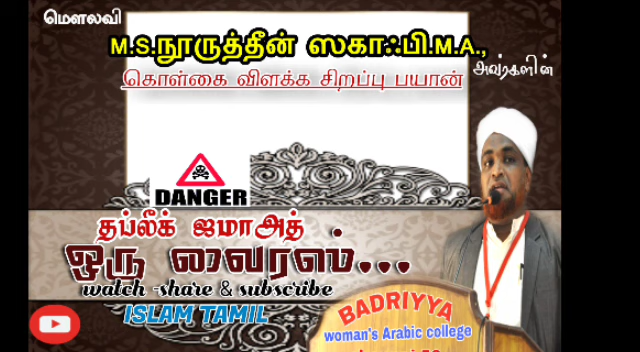 மௌலவி
M.S.நூருத்தீன் ஸகாஃபி.M.A.,
அவர்களின்
கொள்கை விளக்க சிறப்பு பயான்
DANGER
தப்லீக் ஜமாஅத்
ஒரு வைரஸ்...
watch -share & subscribe
ISLAM TAMIL
BADRIYYA
woman's Arabic college